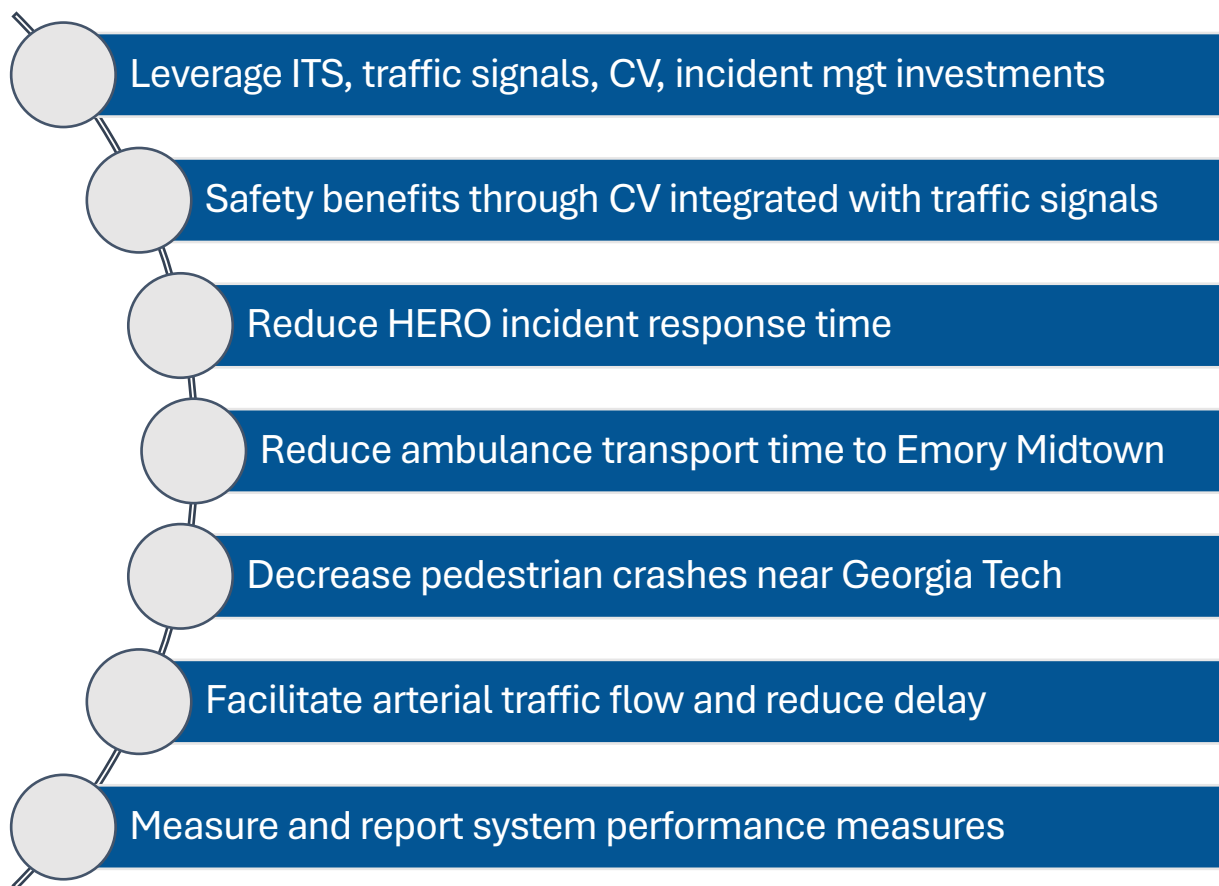 Leverage ITS, traffic signals, CV, incident mgt investments
Safety benefits through CV integrated with traffic signals
Reduce HERO incident response time
Reduce ambulance transport time to Emory Midtown
Decrease pedestrian crashes near Georgia Tech
Facilitate arterial traffic flow and reduce delay
Measure and report system performance measures